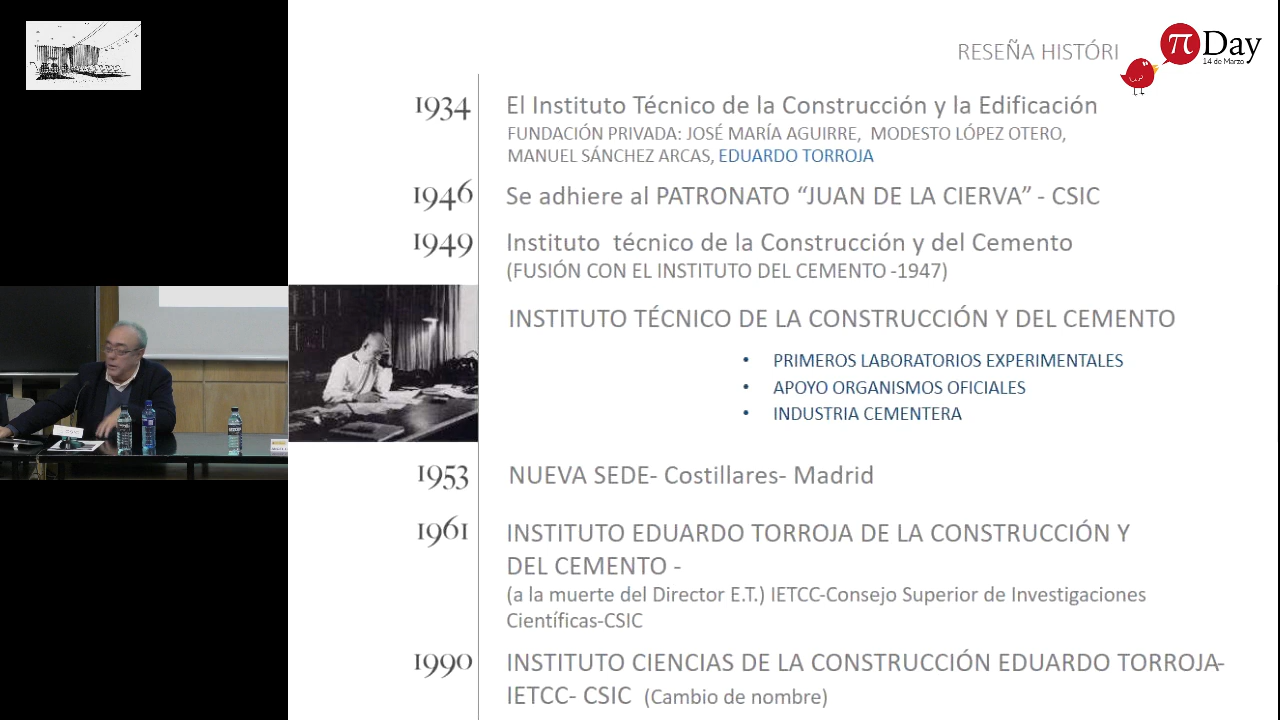 RESEÑA HISTÓRI
π Day
14 de Marzo
1934
El Instituto Técnico de la Construcción y la Edificación
FUNDACIÓN PRIVADA: JOSÉ MARÍA AGUIRRE, MODESTO LÓPEZ OTERO,
MANUEL SÁNCHEZ ARCAS, EDUARDO TORROJA
1946
Se adhiere al PATRONATO “JUAN DE LA CIERVA” - CSIC
1949
Instituto técnico de la Construcción y del Cemento
(FUSIÓN CON EL INSTITUTO DEL CEMENTO -1947)
INSTITUTO TÉCNICO DE LA CONSTRUCCIÓN Y DEL CEMENTO
• PRIMEROS LABORATORIOS EXPERIMENTALES
• APOYO ORGANISMOS OFICIALES
• INDUSTRIA CEMENTERA
1953
NUEVA SEDE- Costillares- Madrid
1961
INSTITUTO EDUARDO TORROJA DE LA CONSTRUCCIÓN Y
DEL CEMENTO -
(a la muerte del Director E.T.) IETCC-Consejo Superior de Investigaciones
Científicas-CSIC
1990
INSTITUTO CIENCIAS DE LA CONSTRUCCIÓN EDUARDO TORROJA-
IETCC- CSIC (Cambio de nombre)